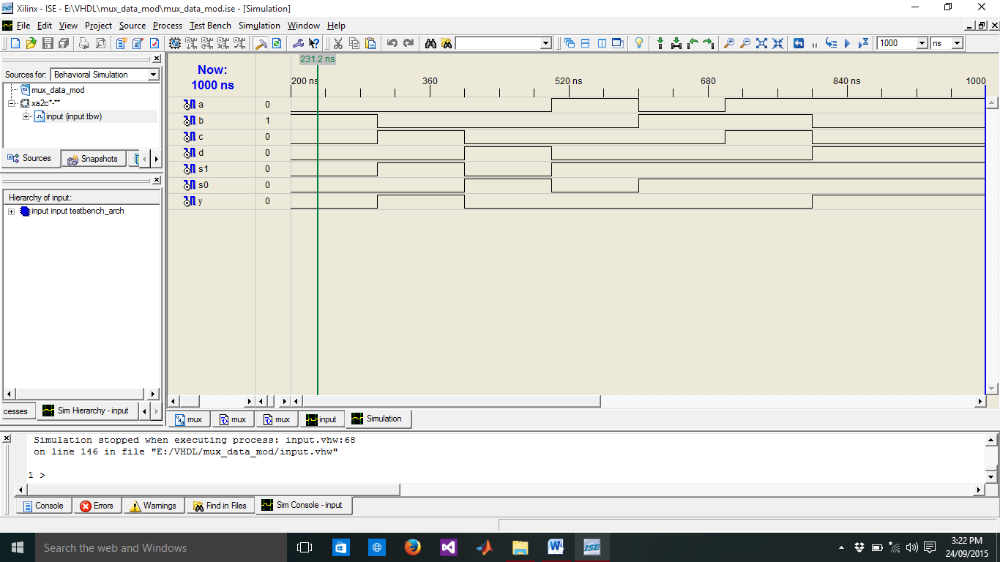 Xilinx - ISE - E:\VHDL\mux_data_mod\mux_data_mod.ise - [Simulation]
File Edit View Project Source Process Test Bench Simulation Window Help
1000 ns
Sources for: Behavioral Simulation
mux_data_mod
xa2c*-**
input (input.tbw)
Sources Snapshots
Hierarchy of input:
input input testbench_arch
cesses Sim Hierarchy - input
231.2 ns
Now:
1000 ns
200 ns 360 520 ns 680 840 ns 1000
a 0
b 1
c 0
d 0
s1 0
s0 0
y 0
mux mux mux input Simulation
Simulation stopped when executing process: input.vhw:68
on line 146 in file "E:/VHDL/mux_data_mod/input.vhw"
1 >
Console Errors Warnings Find in Files Sim Console - input
Search the web and Windows
ISE
3:22 PM
24/09/2015